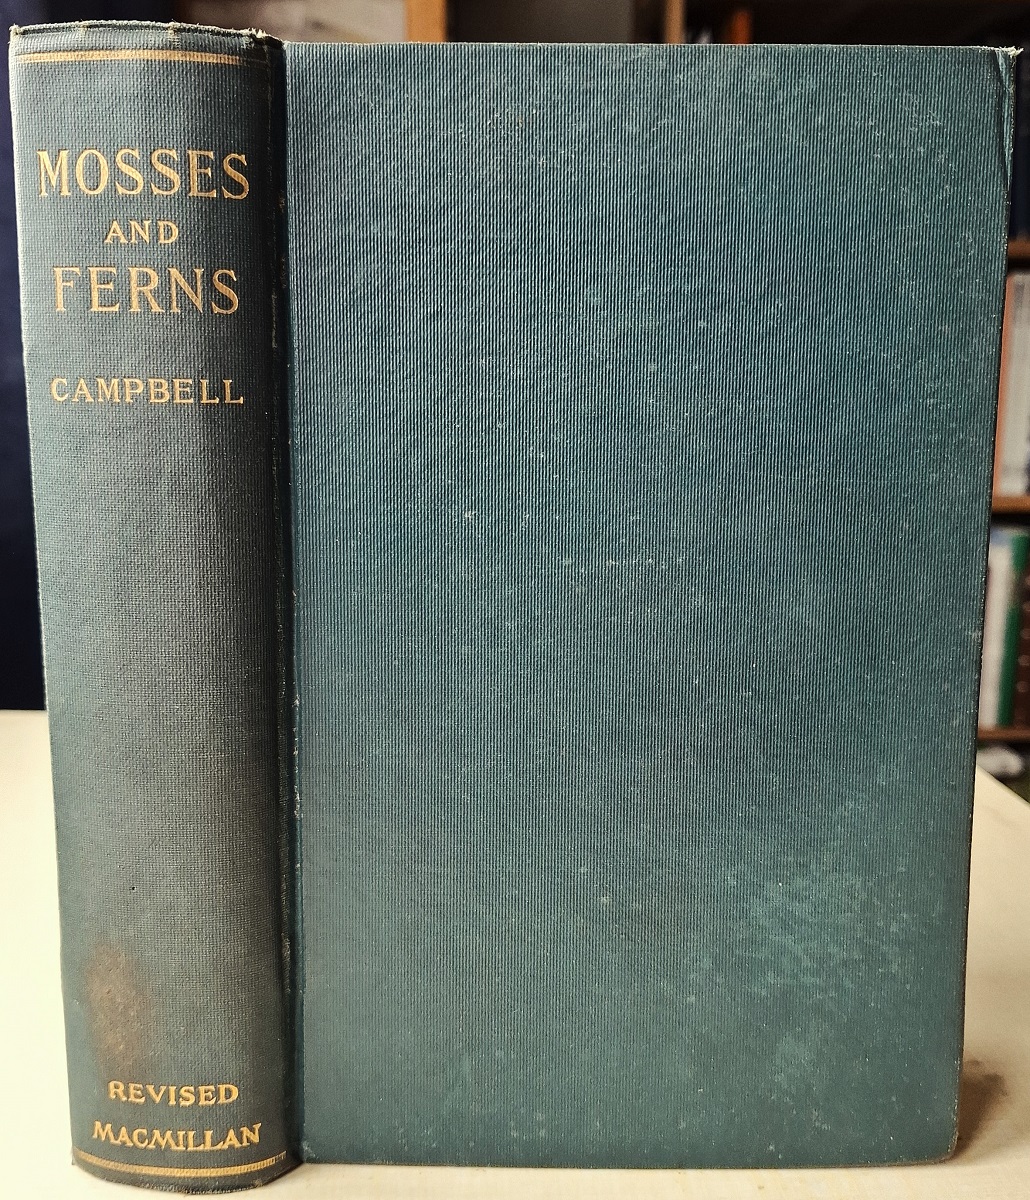 MOSSES
AND
FERNS
CAMPBELL
REVISED
MACMILLAN